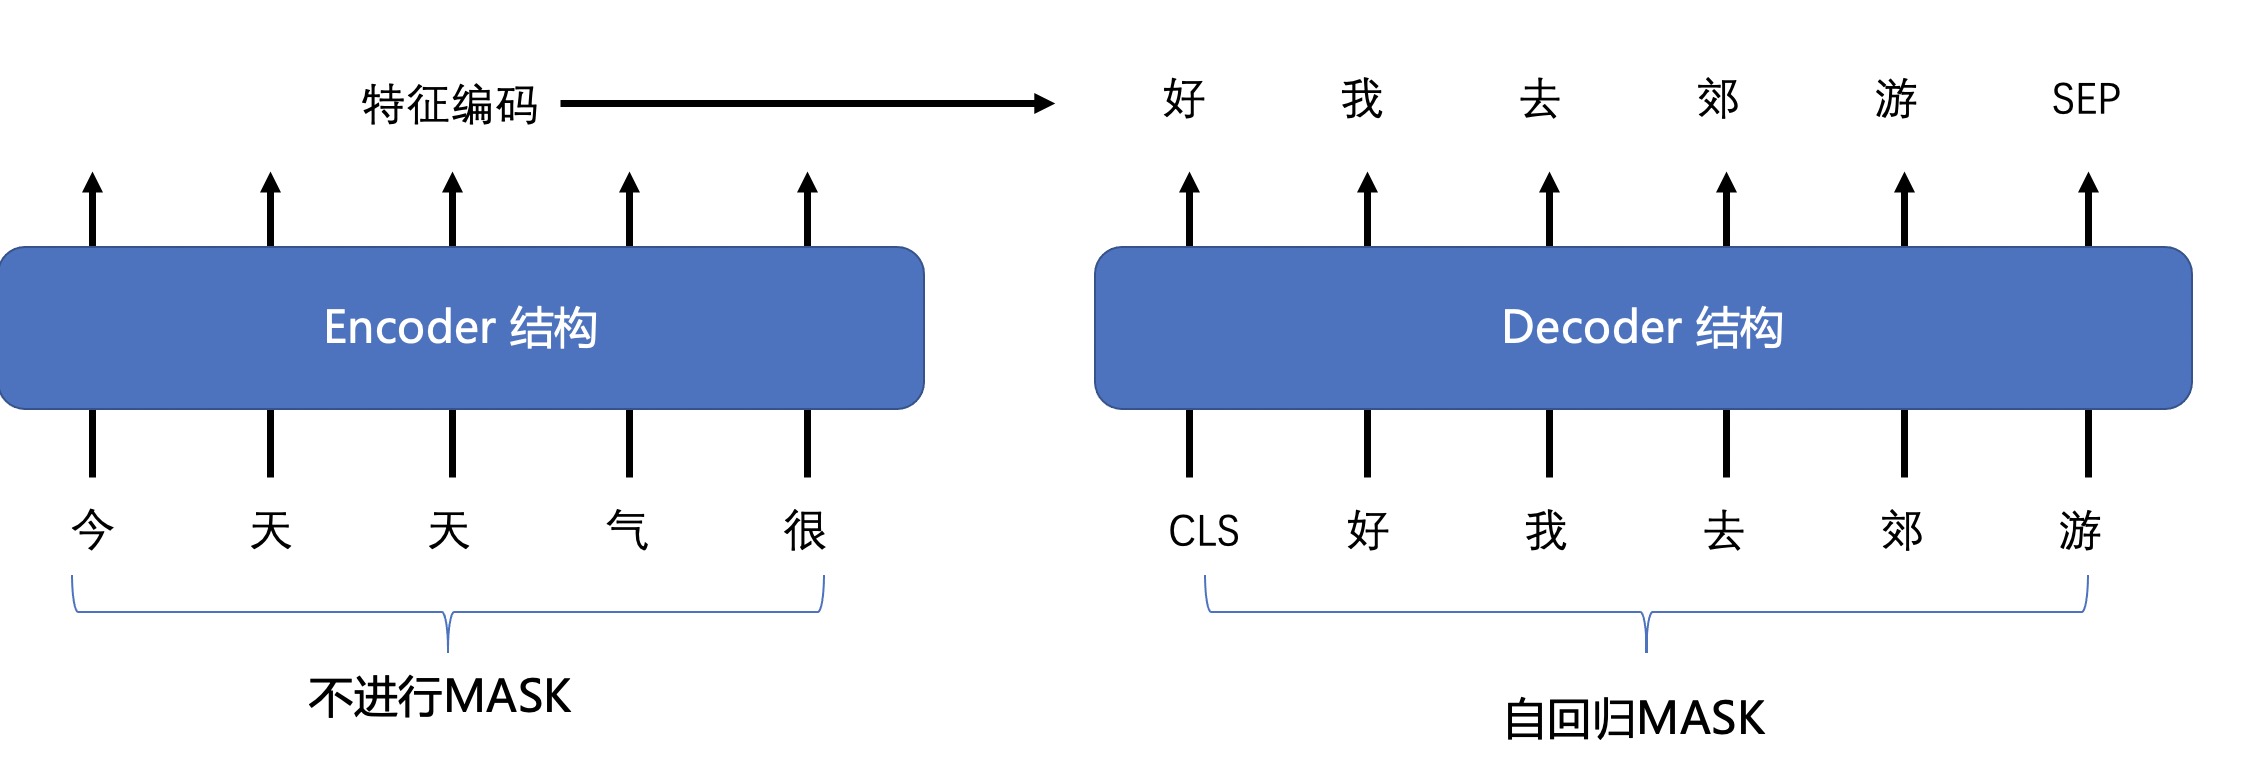 特征编码
好 我 去 郊 游 SEP
Encoder 结构
Decoder 结构
今 天 天 气 很
CLS 好 我 去 郊 游
不进行MASK
自回归MASK